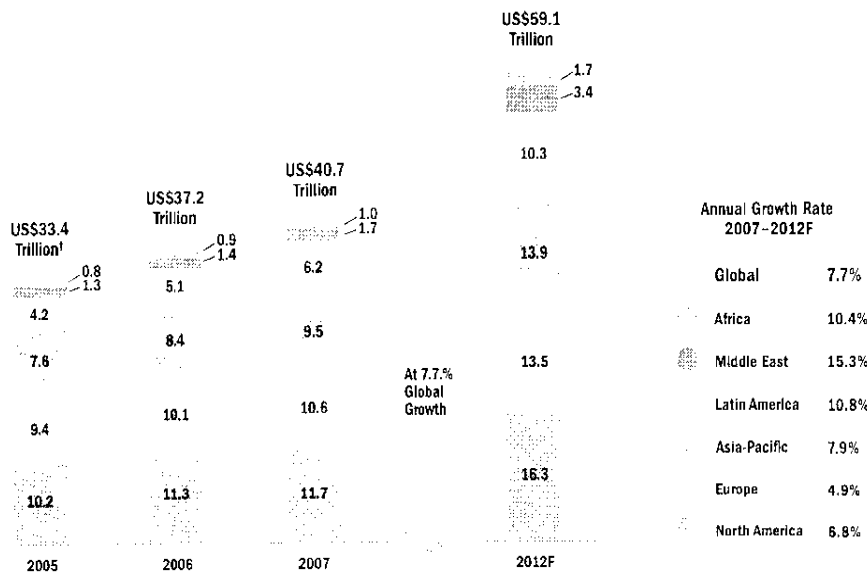 US$59.1
Trillion
1.7
3.4
10.3
13.9
13.5
16.3
2012F
US$40.7
Trillion
1.0
1.7
6.2
9.5
10.6
11.7
2007
US$37.2
Trillion
0.9
1.4
5.1
8.4
10.1
11.3
2006
US$33.4
Trillion†
0.8
1.3
4.2
7.6
9.4
10.2
2005
At 7.7.%
Global
Growth
Annual Growth Rate
2007–2012F
Global 7.7%
Africa 10.4%
Middle East 15.3%
Latin America 10.8%
Asia-Pacific 7.9%
Europe 4.9%
North America 6.8%